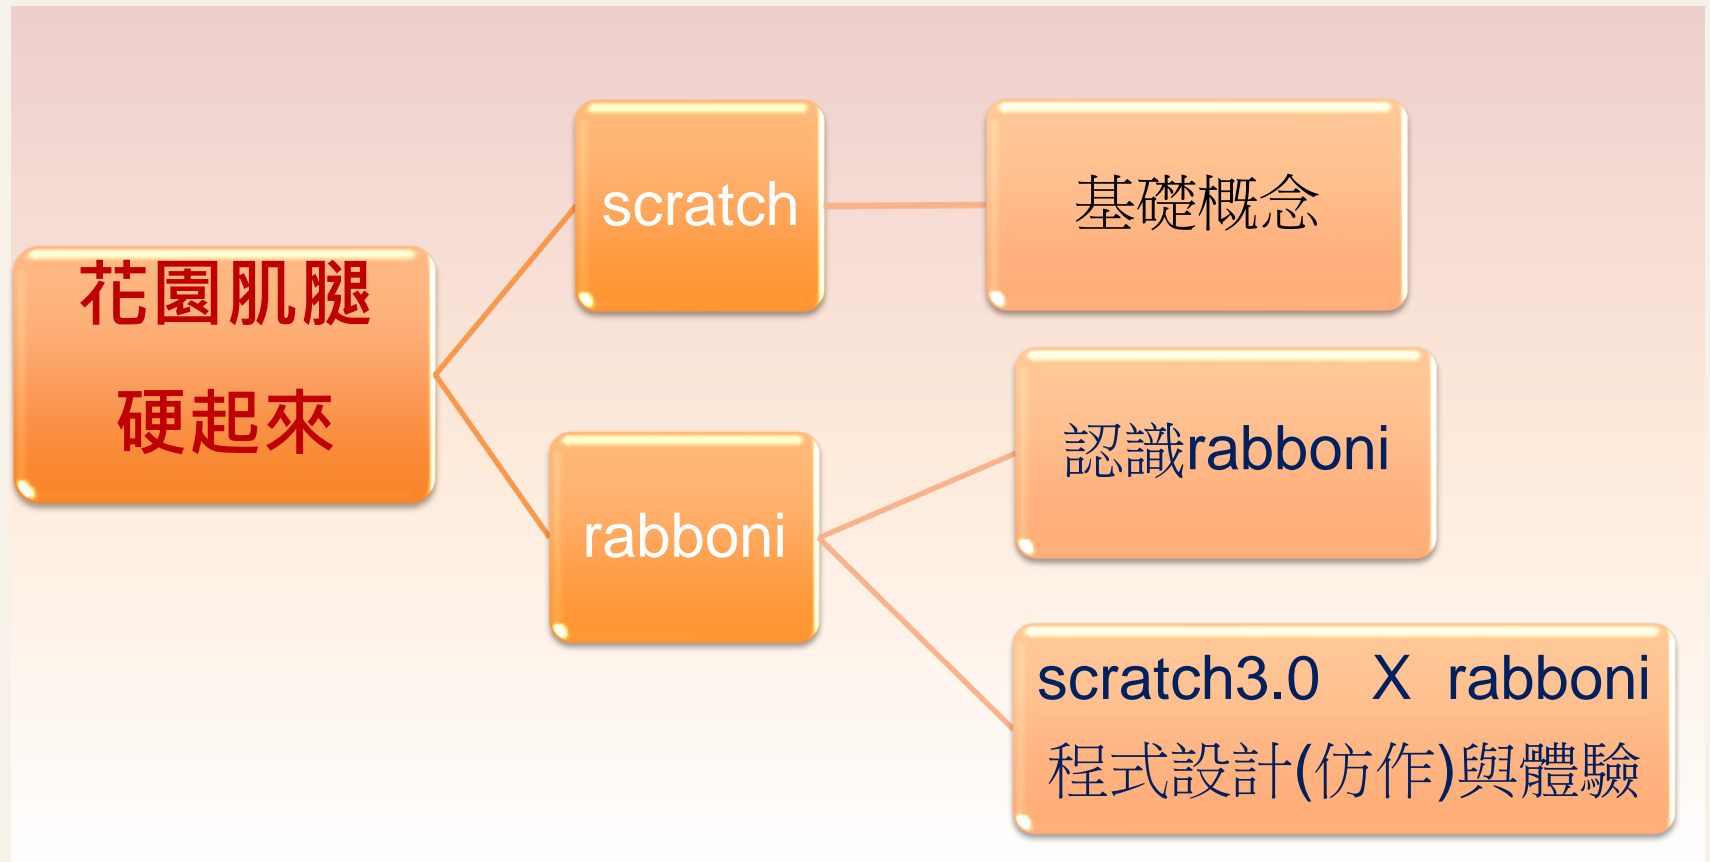 花園肌腿
硬起來
scratch
基礎概念
rabboni
認識rabboni
scratch3.0 X rabboni
程式設計(仿作)與體驗